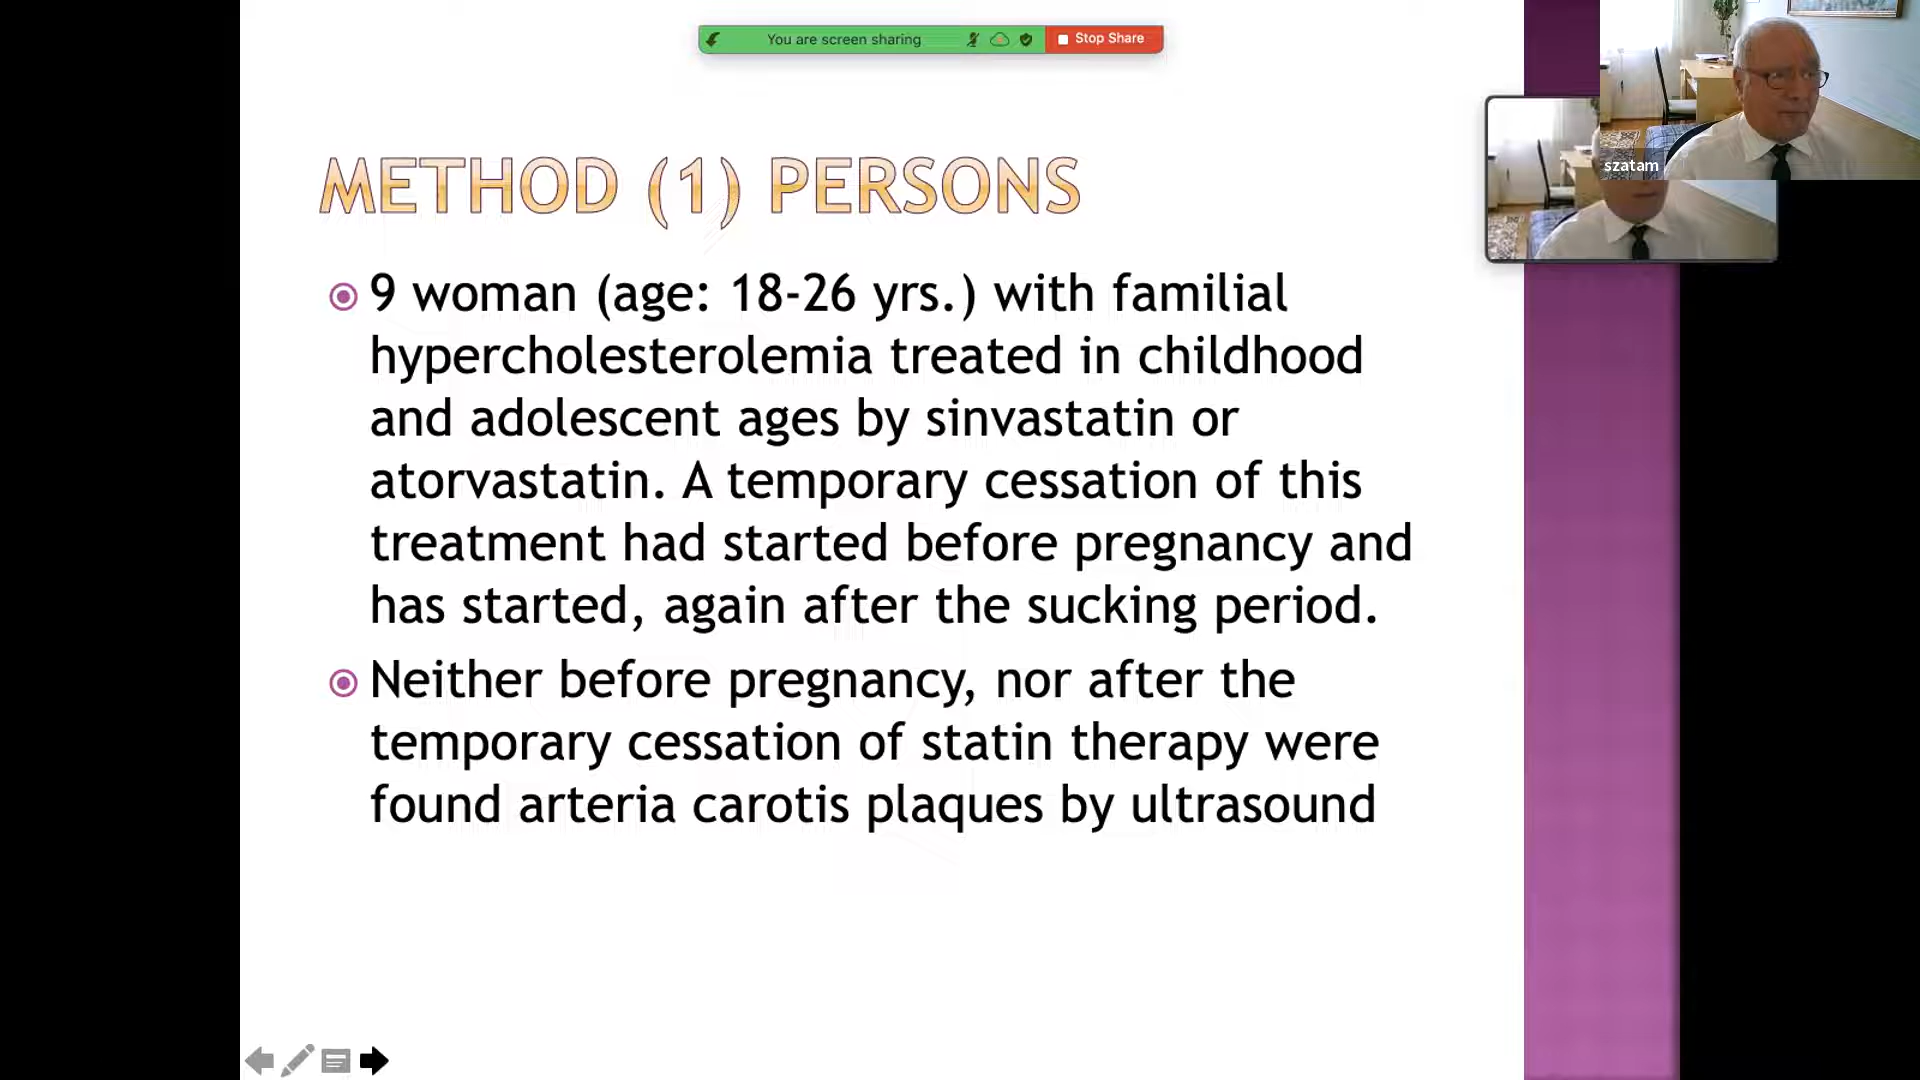 You are screen sharing
Stop Share
szatam
METHOD (1) PERSONS
9 woman (age: 18-26 yrs.) with familial
hypercholesterolemia treated in childhood
and adolescent ages by sinvastatin or
atorvastatin. A temporary cessation of this
treatment had started before pregnancy and
has started, again after the sucking period.
Neither before pregnancy, nor after the
temporary cessation of statin therapy were
found arteria carotis plaques by ultrasound